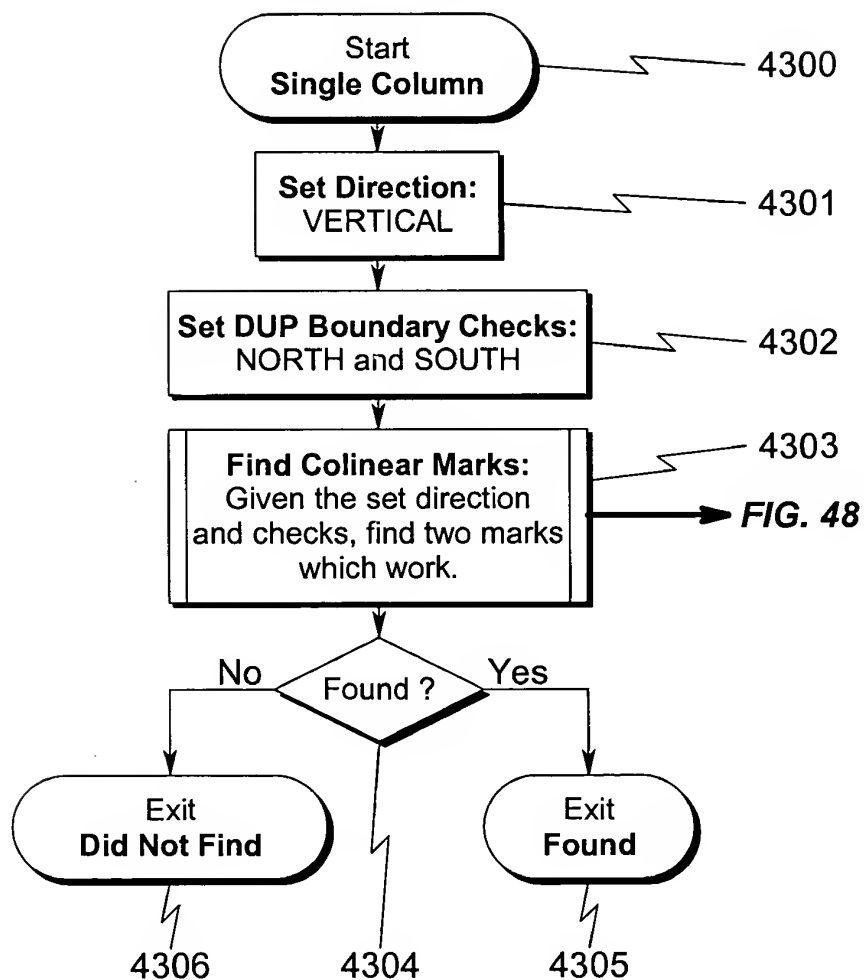 Start
Single Column
4300
Set Direction:
VERTICAL
4301
Set DUP Boundary Checks:
NORTH and SOUTH
4302
Find Colinear Marks:
Given the set direction
and checks, find two marks
which work.
4303
FIG. 48
No
Found ?
Yes
Exit
Did Not Find
Exit
Found
4306
4304
4305